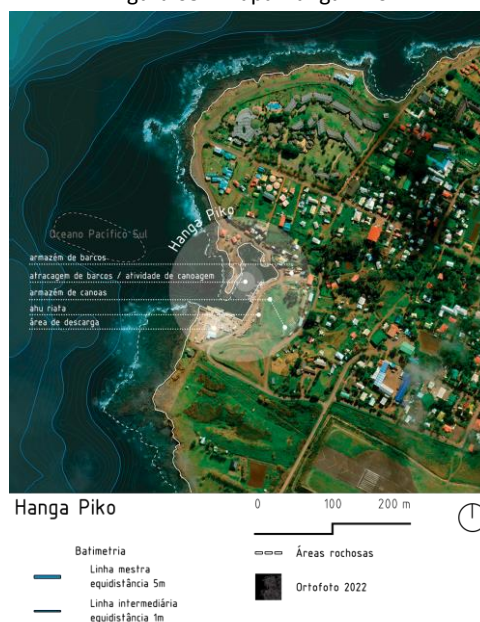 Oceano Pacífico Sul
Hanga Piko
armazém de barcos
atracagem de barcos / atividade de canoagem
armazém de canoas
ahu riata
área de descarga
Hanga Piko
0 100 200 m
Batimetria
Linha mestra
equidistância 5m
Linha intermediária
equidistância 1m
Áreas rochosas
Ortofoto 2022